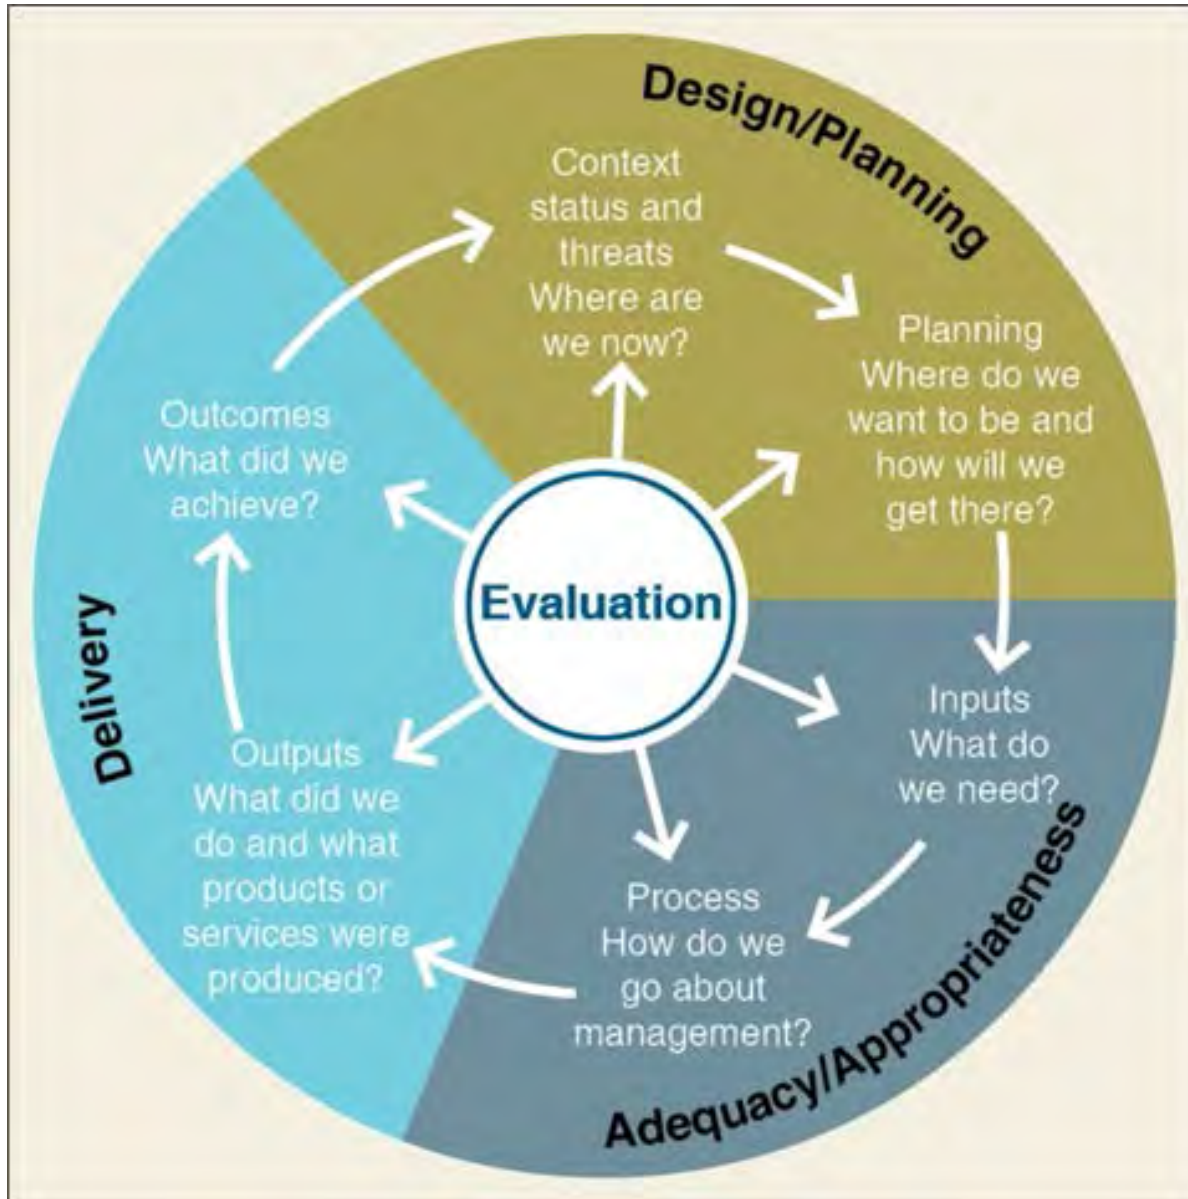 Design/Planning
Context
status and
threats
Where are
we now?
Planning
Where do we
want to be and
how will we
get there?
Inputs
What do
we need?
Adequacy/Appropriateness
Process
How do we
go about
management?
Outputs
What did we
do and what
products or
services were
produced?
Delivery
Outcomes
What did we
achieve?
Evaluation